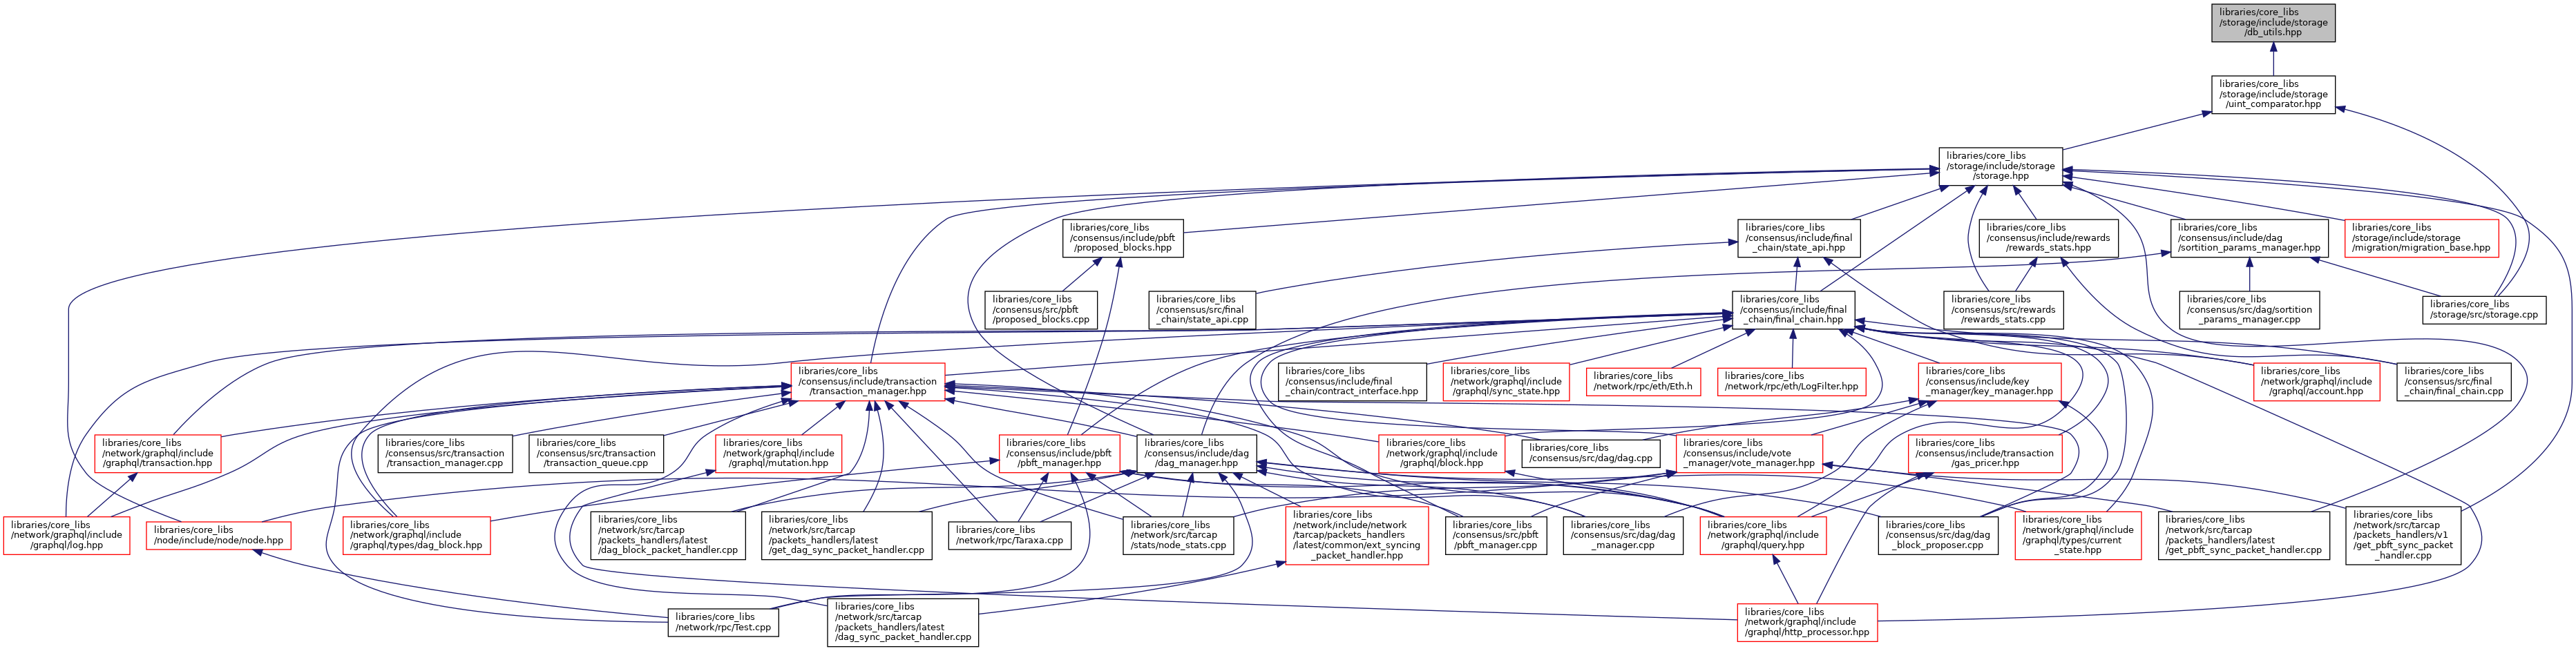 libraries/core_libs
/storage/include/storage
/db_utils.hpp
libraries/core_libs
/storage/include/storage
/uint_comparator.hpp
libraries/core_libs
/storage/include/storage
/storage.hpp
libraries/core_libs
/consensus/include/pbft
/proposed_blocks.hpp
libraries/core_libs
/consensus/include/final
_chain/state_api.hpp
libraries/core_libs
/consensus/include/rewards
/rewards_stats.hpp
libraries/core_libs
/consensus/include/dag
/sortition_params_manager.hpp
libraries/core_libs
/storage/include/storage
/migration/migration_base.hpp
libraries/core_libs
/consensus/src/pbft
/proposed_blocks.cpp
libraries/core_libs
/consensus/src/final
_chain/state_api.cpp
libraries/core_libs
/consensus/include/final
_chain/final_chain.hpp
libraries/core_libs
/consensus/src/rewards
/rewards_stats.cpp
libraries/core_libs
/consensus/src/dag/sortition
_params_manager.cpp
libraries/core_libs
/storage/src/storage.cpp
libraries/core_libs
/consensus/include/transaction
/transaction_manager.hpp
libraries/core_libs
/consensus/include/final
_chain/contract_interface.hpp
libraries/core_libs
/network/graphql/include
/graphql/sync_state.hpp
libraries/core_libs
/network/rpc/eth/Eth.h
libraries/core_libs
/network/rpc/eth/LogFilter.hpp
libraries/core_libs
/consensus/include/key
_manager/key_manager.hpp
libraries/core_libs
/network/graphql/include
/graphql/account.hpp
libraries/core_libs
/consensus/src/final
_chain/final_chain.cpp
libraries/core_libs
/network/graphql/include
/graphql/transaction.hpp
libraries/core_libs
/consensus/src/transaction
/transaction_manager.cpp
libraries/core_libs
/consensus/src/transaction
/transaction_queue.cpp
libraries/core_libs
/network/graphql/include
/graphql/mutation.hpp
libraries/core_libs
/consensus/include/pbft
/pbft_manager.hpp
libraries/core_libs
/consensus/include/dag
/dag_manager.hpp
libraries/core_libs
/network/graphql/include
/graphql/block.hpp
libraries/core_libs
/consensus/src/dag/dag.cpp
libraries/core_libs
/consensus/include/vote
_manager/vote_manager.hpp
libraries/core_libs
/consensus/include/transaction
/gas_pricer.hpp
libraries/core_libs
/network/graphql/include
/graphql/log.hpp
libraries/core_libs
/node/include/node/node.hpp
libraries/core_libs
/network/graphql/include
/graphql/types/dag_block.hpp
libraries/core_libs
/network/src/tarcap
/packets_handlers/latest
/dag_block_packet_handler.cpp
libraries/core_libs
/network/src/tarcap
/packets_handlers/latest
/get_dag_sync_packet_handler.cpp
libraries/core_libs
/network/rpc/Taraxa.cpp
libraries/core_libs
/network/src/tarcap
/stats/node_stats.cpp
libraries/core_libs
/network/include/network
/tarcap/packets_handlers
/latest/common/ext_syncing
_packet_handler.hpp
libraries/core_libs
/consensus/src/pbft
/pbft_manager.cpp
libraries/core_libs
/consensus/src/dag/dag
_manager.cpp
libraries/core_libs
/network/graphql/include
/graphql/query.hpp
libraries/core_libs
/consensus/src/dag/dag
_block_proposer.cpp
libraries/core_libs
/network/graphql/include
/graphql/types/current
_state.hpp
libraries/core_libs
/network/src/tarcap
/packets_handlers/latest
/get_pbft_sync_packet_handler.cpp
libraries/core_libs
/network/src/tarcap
/packets_handlers/v1
/get_pbft_sync_packet
_handler.cpp
libraries/core_libs
/network/rpc/Test.cpp
libraries/core_libs
/network/src/tarcap
/packets_handlers/latest
/dag_sync_packet_handler.cpp
libraries/core_libs
/network/graphql/include
/graphql/http_processor.hpp